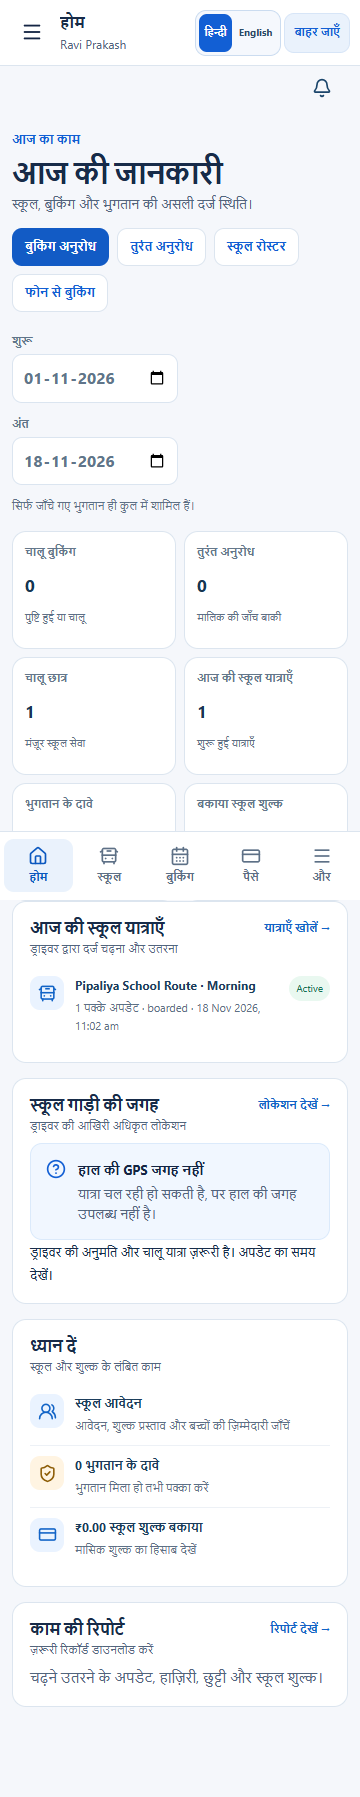 होम
Ravi Prakash
हिन्दी
English
बाहर जाएँ
आज का काम
आज की जानकारी
स्कूल, बुकिंग और भुगतान की असली दर्ज स्थिति।
बुकिंग अनुरोध
तुरंत अनुरोध
स्कूल रोस्टर
फोन से बुकिंग
शुरू
01-11-2026
अंत
18-11-2026
सिर्फ जाँचे गए भुगतान ही कुल में शामिल हैं।
चालू बुकिंग
0
पुष्टि हुई या चालू
तुरंत अनुरोध
0
मालिक की जाँच बाकी
चालू छात्र
1
मंज़ूर स्कूल सेवा
आज की स्कूल यात्राएँ
1
शुरू हुई यात्राएँ
भुगतान के दावे
बकाया स्कूल शुल्क
होम
स्कूल
बुकिंग
पैसे
और
आज की स्कूल यात्राएँ
यात्राएँ खोलें →
ड्राइवर द्वारा दर्ज चढ़ना और उतरना
Pipaliya School Route · Morning
Active
1 पक्के अपडेट · boarded · 18 Nov 2026,
11:02 am
स्कूल गाड़ी की जगह
लोकेशन देखें →
ड्राइवर की आखिरी अधिकृत लोकेशन
हाल की GPS जगह नहीं
यात्रा चल रही हो सकती है, पर हाल की जगह
उपलब्ध नहीं है।
ड्राइवर की अनुमति और चालू यात्रा ज़रूरी है। अपडेट का समय
देखें।
ध्यान दें
स्कूल और शुल्क के लंबित काम
स्कूल आवेदन
आवेदन, शुल्क प्रस्ताव और बच्चों की ज़िम्मेदारी जाँचें
0 भुगतान के दावे
भुगतान मिला हो तभी पक्का करें
₹0.00 स्कूल शुल्क बकाया
मासिक शुल्क का हिसाब देखें
काम की रिपोर्ट
रिपोर्ट देखें →
ज़रूरी रिकॉर्ड डाउनलोड करें
चढ़ने उतरने के अपडेट, हाज़िरी, छुट्टी और स्कूल शुल्क।